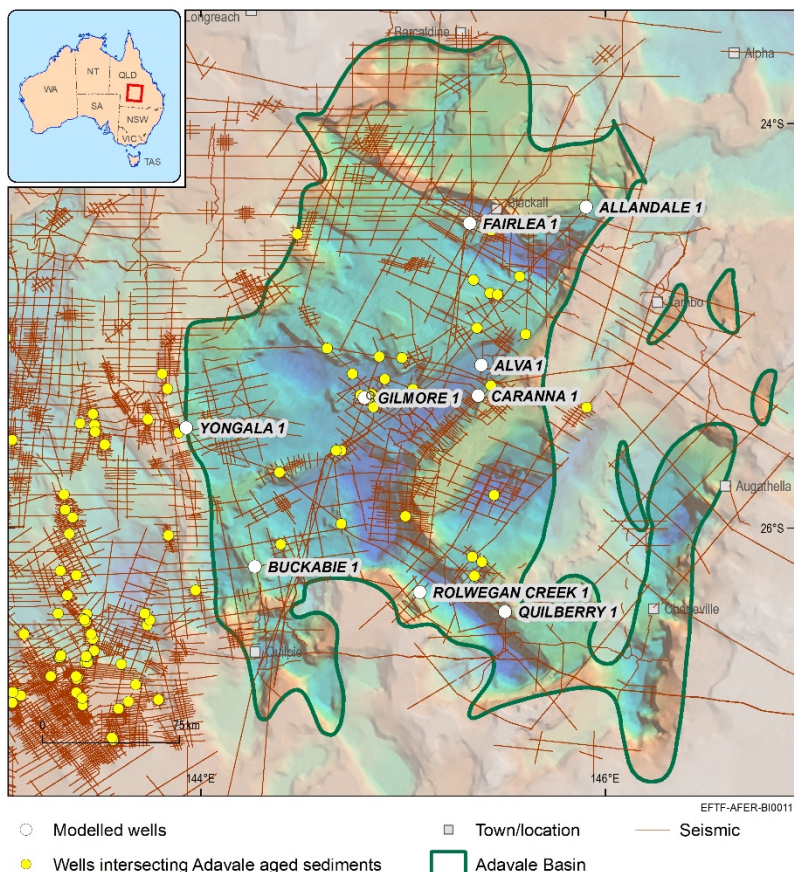 Longreach
Barcaldine
Alpha
NT
QLD
WA
SA
NSW
VIC
TAS
24°S
Blackall
ALLANDALE 1
FAIRLEA 1
Tambo
ALVA 1
GILMORE 1
CARANNA 1
YONGALA 1
Augathella
26°S
BUCKABIE 1
ROLWEGAN CREEK 1
QUILBERRY 1
Charleville
Quilpie
0
75 km
144°E
146°E
EFTF-AFER-BI0011
Modelled wells
Town/location
Seismic
Wells intersecting Adavale aged sediments
Adavale Basin